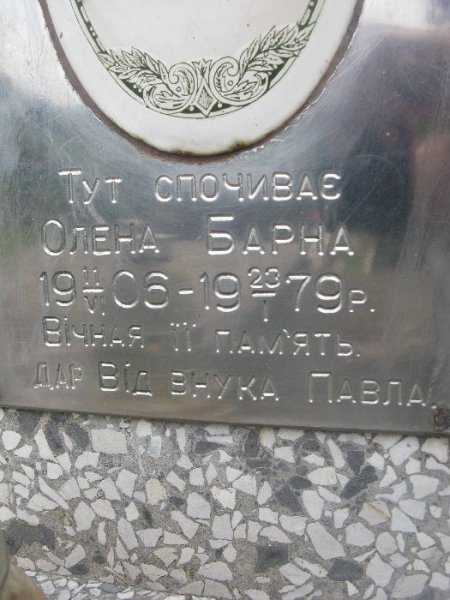 Тут спочиває
Олена Барна
19 11/VI 06 - 19 23/I 79 р.
Вічная її пам'ять.
дар від внука Павла.